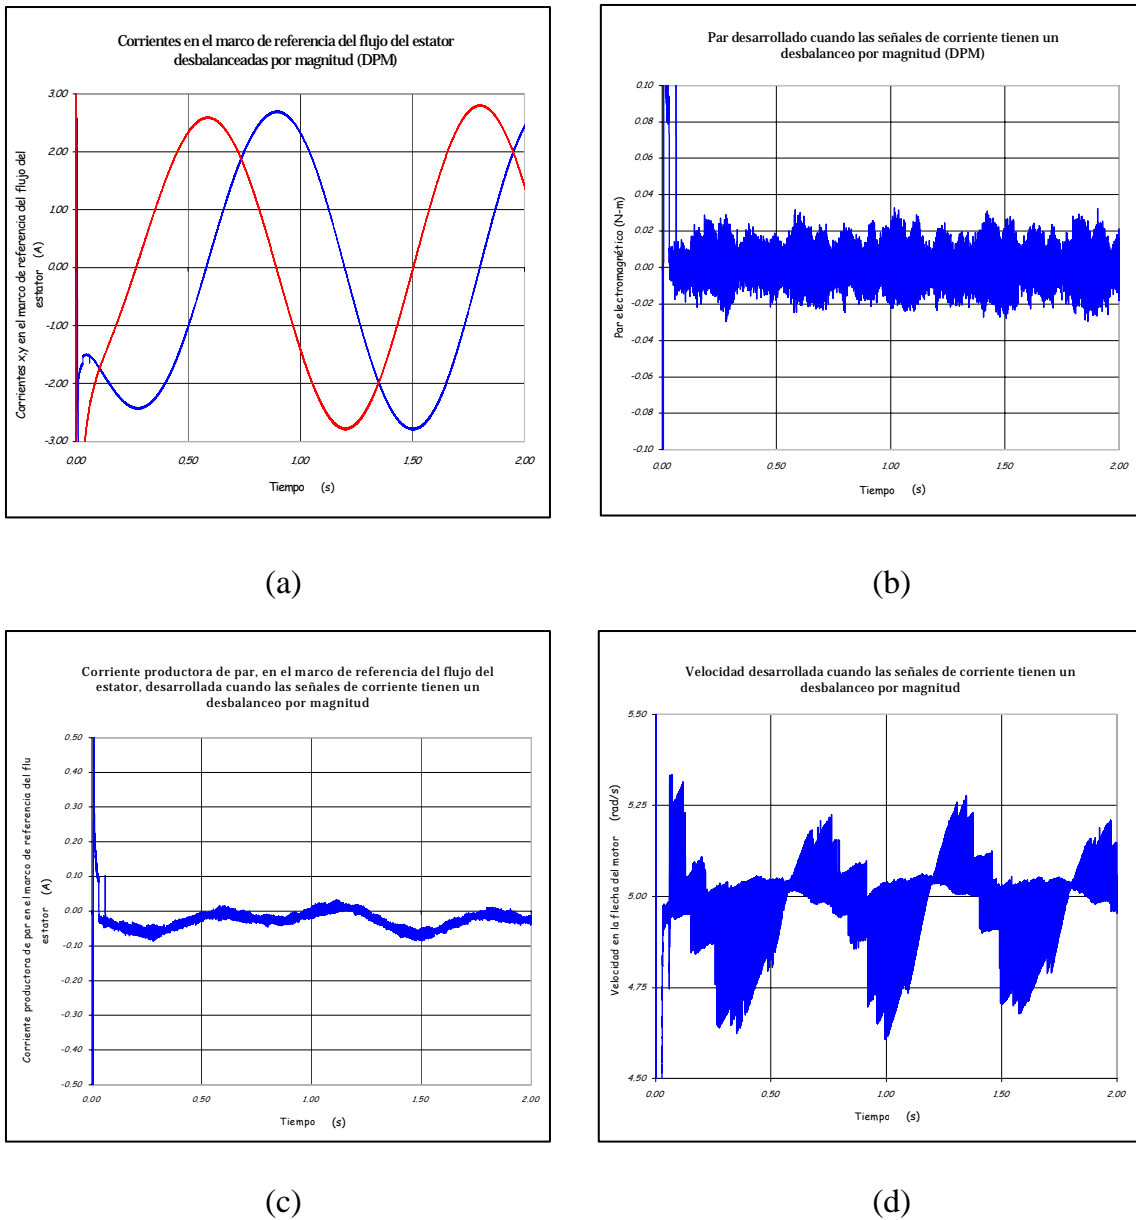 Corrientes en el marco de referencia del flujo del estator
desbalanceadas por magnitud (DPM)
3.00
2.00
1.00
0.00
-1.00
-2.00
-3.00
0.00
0.50
1.00
1.50
2.00
Corrientes x,y en el marco de referencia del flujo del
estator (A)
Tiempo (s)
(a)
Par desarrollado cuando las señales de corriente tienen un
desbalanceo por magnitud (DPM)
0.10
0.08
0.06
0.04
0.02
0.00
-0.02
-0.04
-0.06
-0.08
-0.10
0.00
0.50
1.00
1.50
2.00
Par electromagnética (N-m)
Tiempo (s)
(b)
Corriente productora de par, en el marco de referencia del flujo del
estator, desarrollada cuando las señales de corriente tienen un
desbalanceo por magnitud
0.50
0.40
0.30
0.20
0.10
0.00
-0.10
-0.20
-0.30
-0.40
-0.50
0.00
0.50
1.00
1.50
2.00
Corriente productora de par en el marco de referencia del flu
estator (A)
Tiempo (s)
(c)
Velocidad desarrollada cuando las señales de corriente tienen un
desbalanceo por magnitud
5.50
5.25
5.00
4.75
4.50
0.00
0.50
1.00
1.50
2.00
Velocidad en la flecha del motor (rad/s)
Tiempo (s)
(d)